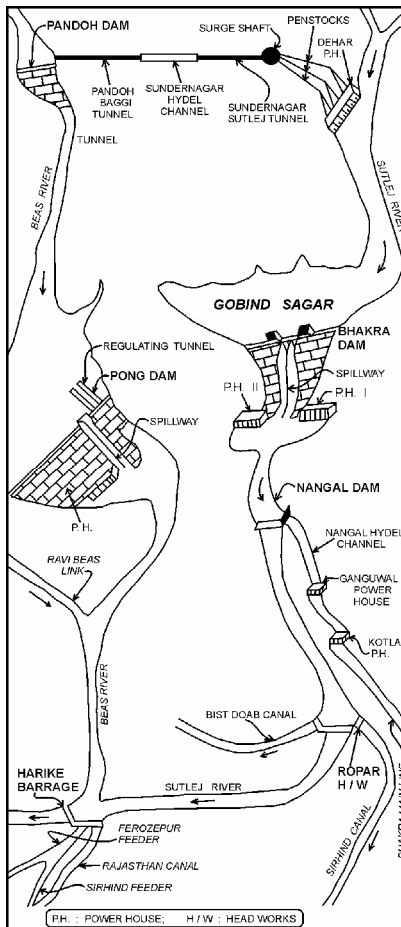 SURGE SHAFT
PENSTOCKS
PANDOH DAM
DEHAR
P.H.
PANDOH
BAGGI
TUNNEL
SUNDERNAGAR
HYDEL
CHANNEL
SUNDERNAGAR
SUTLEJ TUNNEL
TUNNEL
BEAS RIVER
SUTLEJ
RIVER
GOBIND SAGAR
BHAKRA
DAM
REGULATING TUNNEL
PONG DAM
SPILLWAY
P.H. II
P.H. I
SPILLWAY
P. H.
NANGAL DAM
NANGAL HYDEL
CHANNEL
RAVI BEAS
LINK
GANGUWAL
POWER
HOUSE
KOTLA
P.H.
BEAS RIVER
BIST DOAB CANAL
HARIKE
BARRAGE
SUTLEJ RIVER
ROPAR
H / W
FEROZEPUR
FEEDER
RAJASTHAN CANAL
SIRHIND FEEDER
SIRHIND CANAL
P.H. : POWER HOUSE; H / W : HEAD WORKS